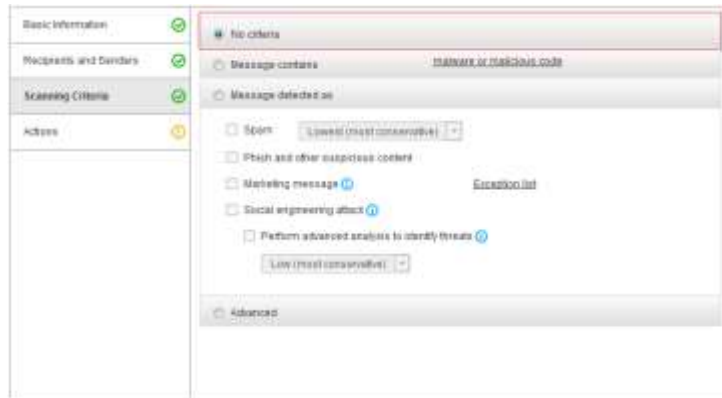 Basic Information
Recipients and Senders
Scanning Criteria
Actions
No criteria
Message contains malware or malicious code
Message detected as
Spam Lowest (most conservative)
Phish and other suspicious content
Marketing message Exception list
Social engineering attack
Perform advanced analysis to identify threats
Low (most conservative)
Advanced